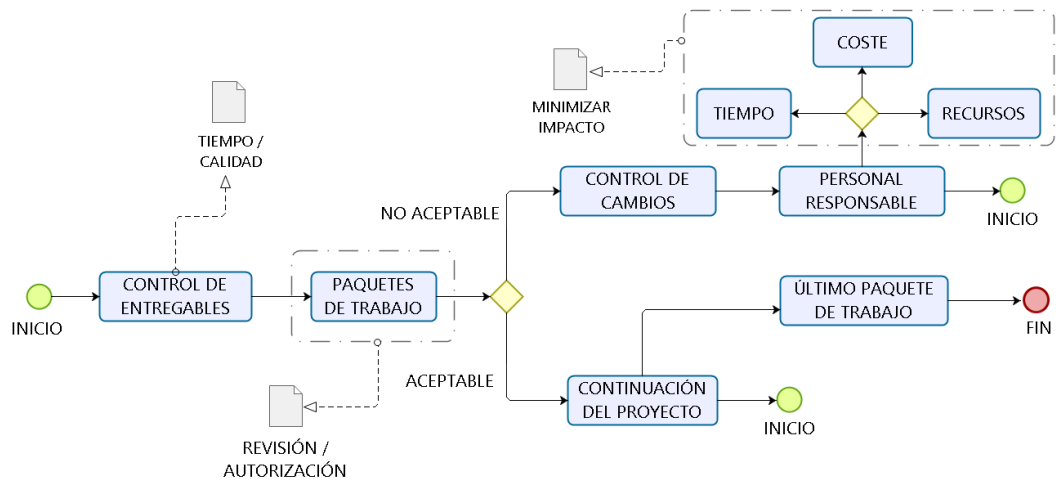 COSTE
TIEMPO
RECURSOS
MINIMIZAR
IMPACTO
TIEMPO /
CALIDAD
NO ACEPTABLE
CONTROL DE
CAMBIOS
PERSONAL
RESPONSABLE
INICIO
INICIO
CONTROL DE
ENTREGABLES
PAQUETES
DE TRABAJO
ÚLTIMO PAQUETE
DE TRABAJO
FIN
ACEPTABLE
CONTINUACIÓN
DEL PROYECTO
INICIO
REVISIÓN /
AUTORIZACIÓN